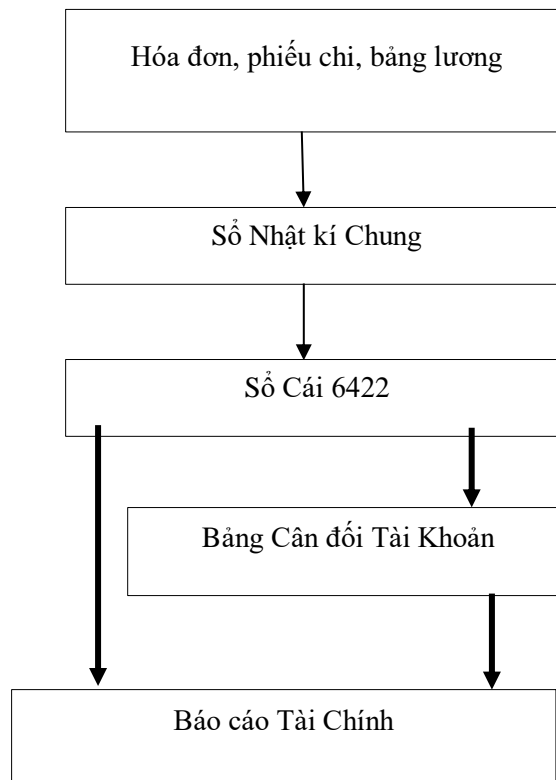 Hóa đơn, phiếu chi, bảng lương
Sổ Nhật kí Chung
Sổ Cái 6422
Bảng Cân đối Tài Khoản
Báo cáo Tài Chính